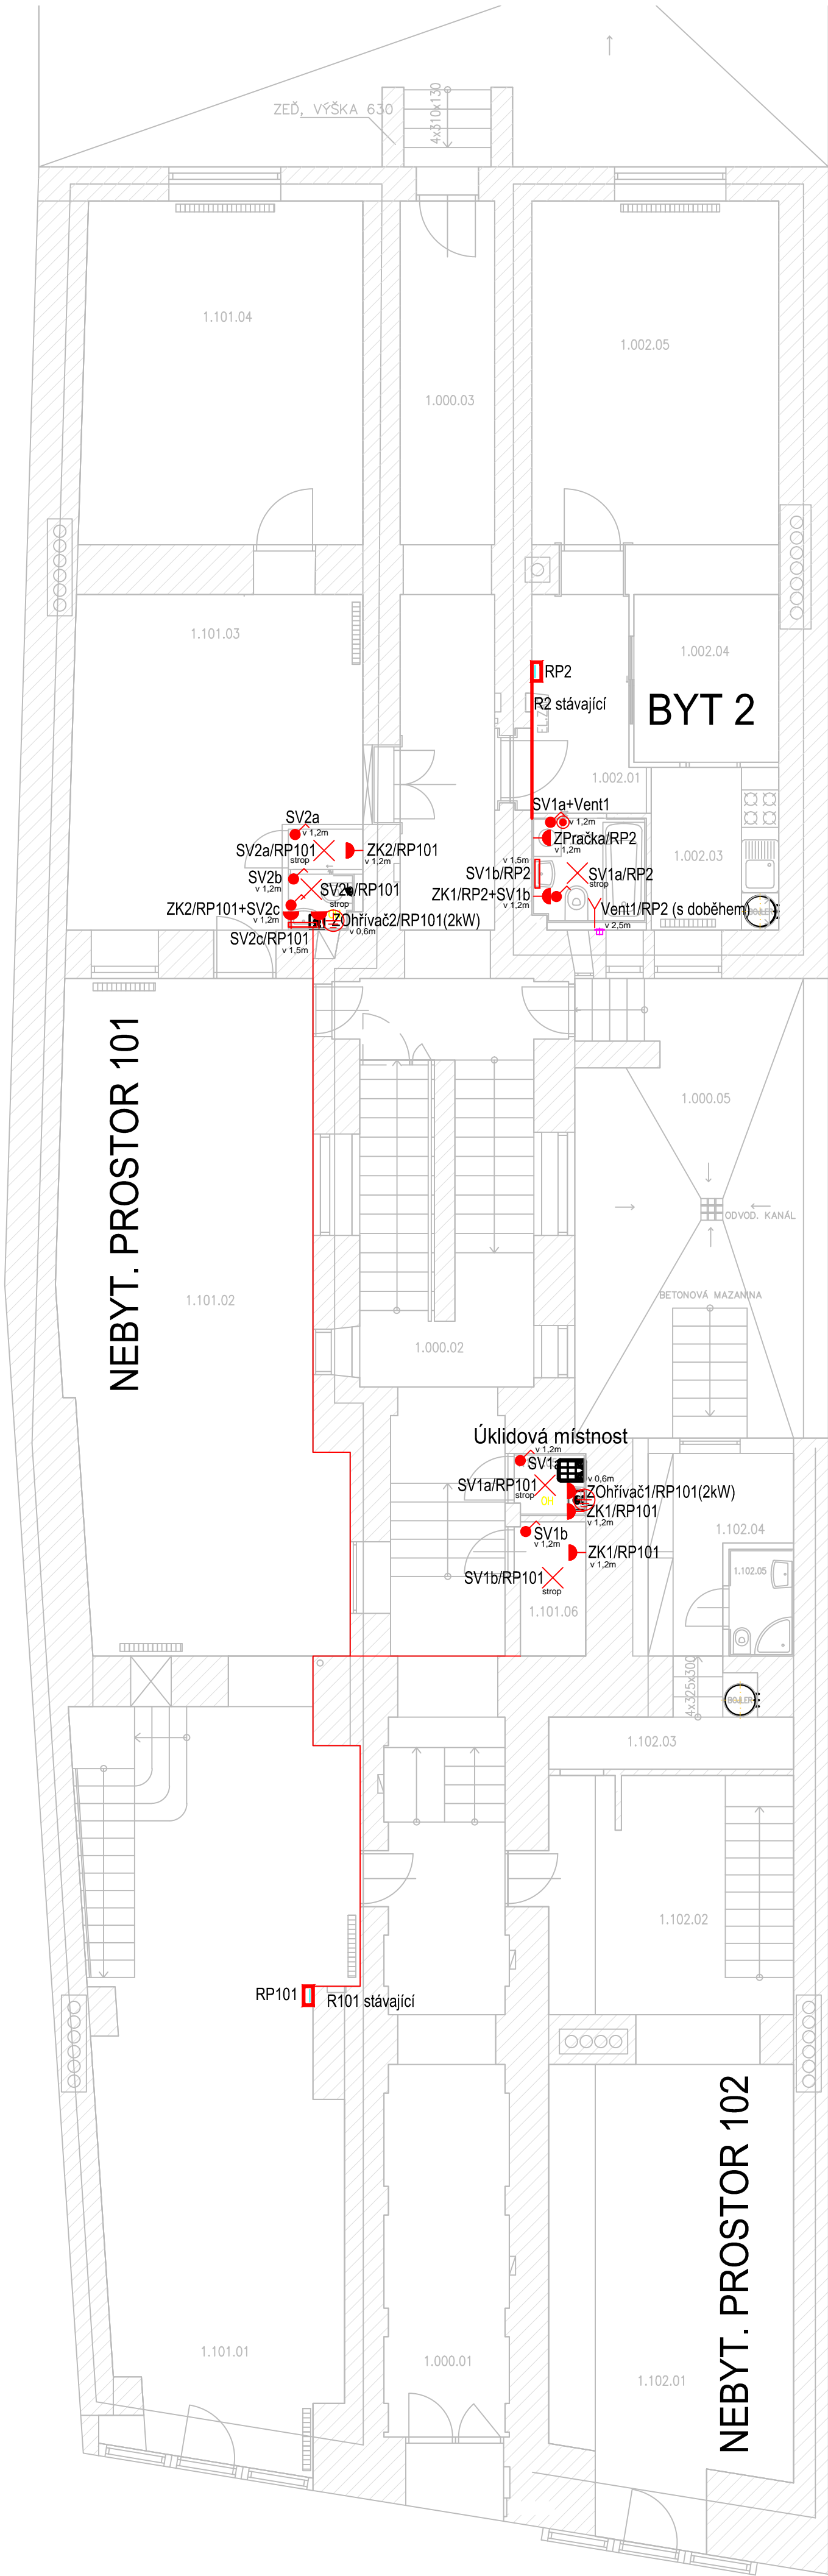 ZEĎ, VÝŠKA 630
4x310x130
1.101.04
1.002.05
1.000.03
1.101.03
1.002.04
RP2
R2 stávající
BYT 2
1.002.01
SV1a+Vent1
v 1,2m
SV2a
v 1,2m
ZPračka/RP2
v 1,2m
SV2a/RP101
strop
ZK2/RP101
v 1,2m
1.002.03
v 1,5m
SV1b/RP2
SV1a/RP2
strop
SV2b
v 1,2m
SV2b/RP101
strop
ZK1/RP2+SV1b
v 1,2m
ZK2/RP101+SV2c
v 1,2m
ZOhřívač2/RP101(2kW)
v 0,6m
Vent1/RP2 (s doběhem)
v 2,5m
BOJLER
SV2c/RP101
v 1,5m
NEBYT. PROSTOR 101
1.000.05
ODVOD. KANÁL
BETONOVÁ MAZANINA
1.101.02
1.000.02
Úklidová místnost
v 1,2m
SV1a
v 0,6m
SV1a/RP101
strop
OH
ZOhřívač1/RP101(2kW)
ZK1/RP101
v 1,2m
SV1b
v 1,2m
1.102.04
ZK1/RP101
v 1,2m
SV1b/RP101
strop
1.102.05
1.101.06
4x325x300
BOJLER
1.102.03
1.102.02
RP101
R101 stávající
NEBYT. PROSTOR 102
1.101.01
1.000.01
1.102.01